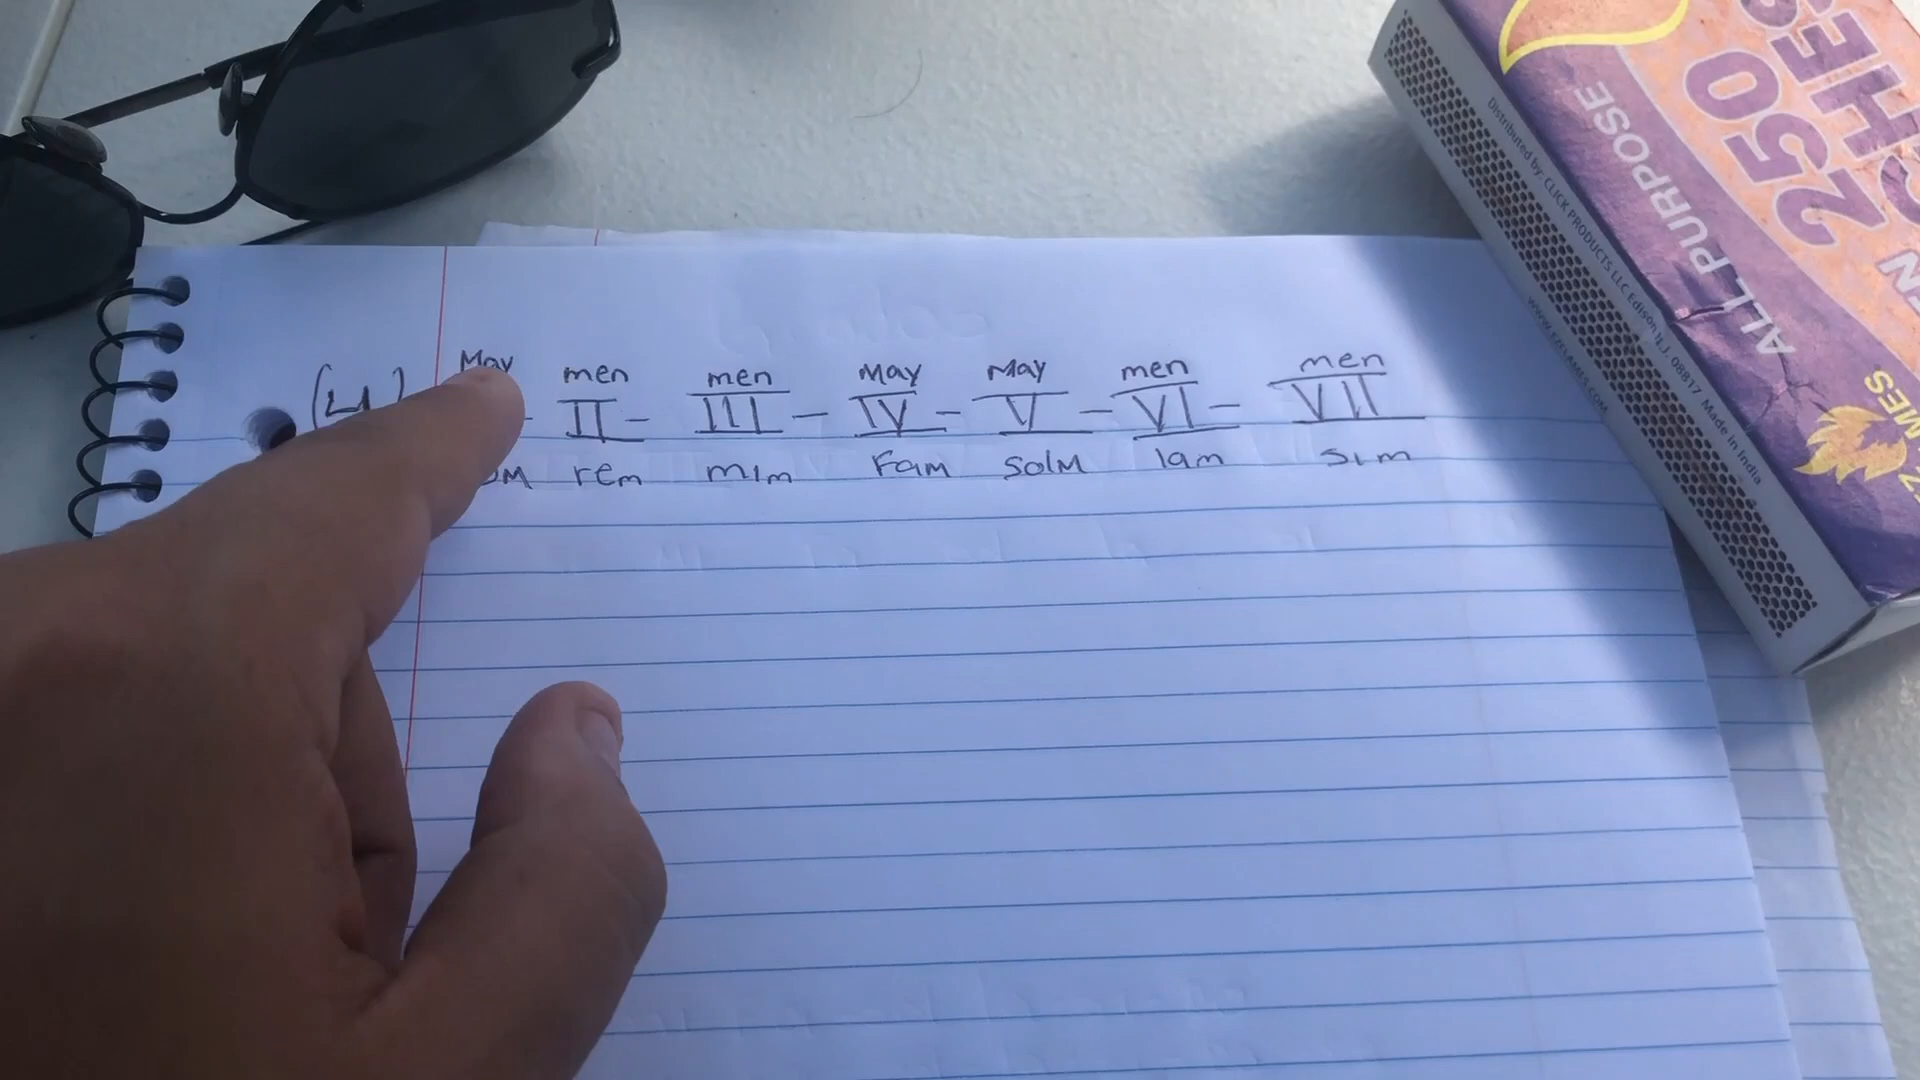 May men men May May men men
(4) - II - III - IV - V - VI - VII
rem mim Fam solM lam sim
ALL PURPOSE
250
Distributed by: CLICK PRODUCTS LLC Edison N.J. 08817 Made in India